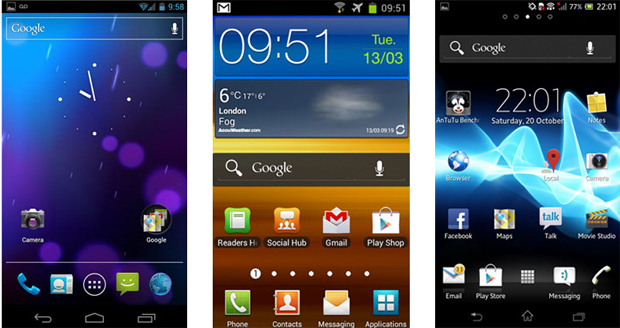 9:58
Google
Camera
Google
09:51
09:51
Tue.
13/03
6°C 17°| 6°
London
Fog
AccuWeather.com
13/03 09:19
Google
Readers H
Social Hub
Gmail
Play Shop
1
Phone
Contacts
Messaging
Applications
77% 22:01
Google
22:01
Saturday, 20 October
AnTuTu Bench
Notes
Browser
Local
Camera
Facebook
Maps
talk
Talk
Movie Studio
Email
Play Store
Messaging
Phone